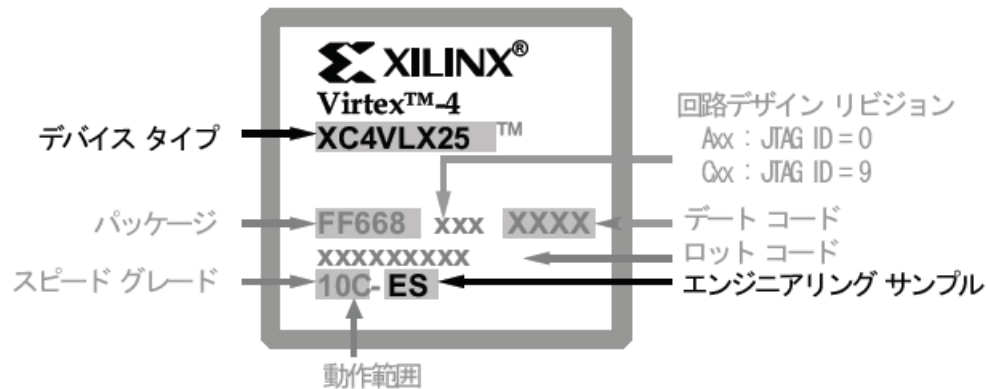 XILINX®
Virtex™-4
デバイス タイプ
XC4VLX25™
回路デザイン リビジョン
Axx : JTAG ID = 0
Cxx : JTAG ID = 9
パッケージ
FF668 xxx XXXX
デート コード
xxxxxxxxx
ロット コード
スピード グレード
10C-ES
エンジニアリング サンプル
動作範囲